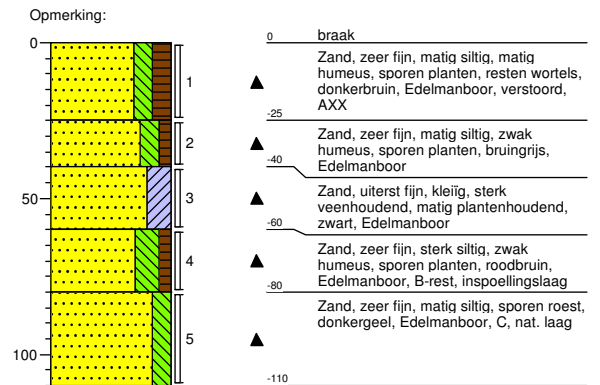 Opmerking:
0
50
100
1
2
3
4
5
0 braak
Zand, zeer fijn, matig siltig, matig
humeus, sporen planten, resten wortels,
donkerbruin, Edelmanboor, verstoord,
AXX
-25
Zand, zeer fijn, matig siltig, zwak
humeus, sporen planten, bruingrijs,
Edelmanboor
-40
Zand, uiterst fijn, kleiïg, sterk
veenhoudend, matig plantenhoudend,
zwart, Edelmanboor
-60
Zand, zeer fijn, sterk siltig, zwak
humeus, sporen planten, roodbruin,
Edelmanboor, B-rest, inspoellingslaag
-80
Zand, zeer fijn, matig siltig, sporen roest,
donkergeel, Edelmanboor, C, nat. laag
-110